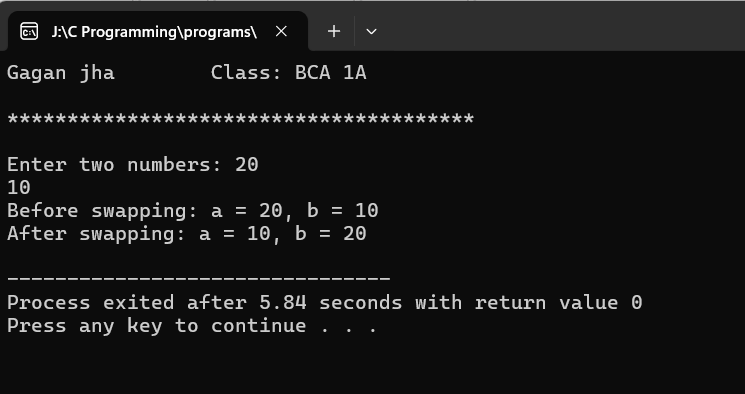 J:\C Programming\programs\
Gagan jha        Class: BCA 1A
***************************************
Enter two numbers: 20
10
Before swapping: a = 20, b = 10
After swapping: a = 10, b = 20
--------------------------------
Process exited after 5.84 seconds with return value 0
Press any key to continue . . .